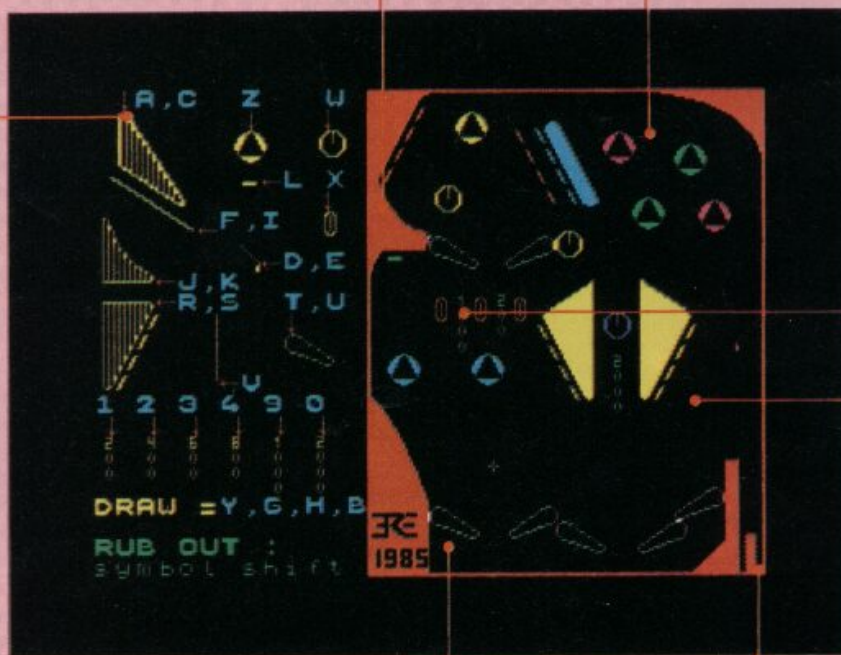 A,C Z W
L X
F,I
D,E
J,K
R,S T,U
V
1 2 3 4 9 0
DRAW =Y,G,H,B
RUB OUT :
symbol shift
1985